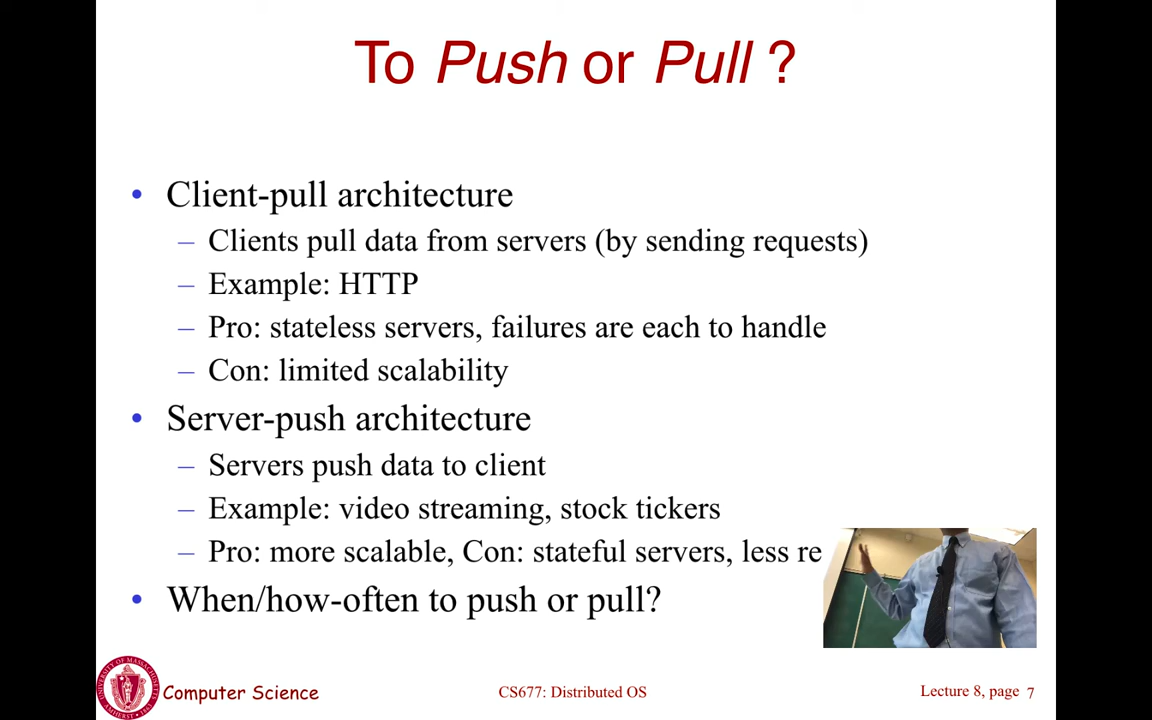 To Push or Pull ?
• Client-pull architecture
– Clients pull data from servers (by sending requests)
– Example: HTTP
– Pro: stateless servers, failures are each to handle
– Con: limited scalability
• Server-push architecture
– Servers push data to client
– Example: video streaming, stock tickers
– Pro: more scalable, Con: stateful servers, less re
• When/how-often to push or pull?
Computer Science
CS677: Distributed OS
Lecture 8, page 7